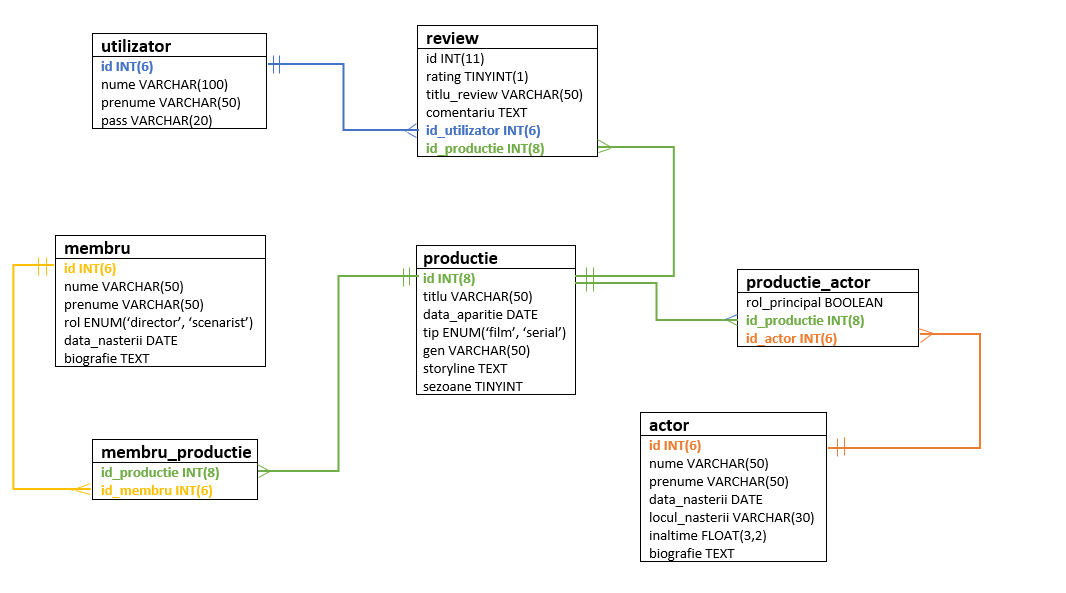 utilizator
id INT(6)
nume VARCHAR(100)
prenume VARCHAR(50)
pass VARCHAR(20)
review
id INT(11)
rating TINYINT(1)
titlu_review VARCHAR(50)
comentariu TEXT
id_utilizator INT(6)
id_productie INT(8)
membru
id INT(6)
nume VARCHAR(50)
prenume VARCHAR(50)
rol ENUM(‘director’, ‘scenarist’)
data_nasterii DATE
biografie TEXT
productie
id INT(8)
titlu VARCHAR(50)
data_aparitie DATE
tip ENUM(‘film’, ‘serial’)
gen VARCHAR(50)
storyline TEXT
sezoane TINYINT
productie_actor
rol_principal BOOLEAN
id_productie INT(8)
id_actor INT(6)
membru_productie
id_productie INT(8)
id_membru INT(6)
actor
id INT(6)
nume VARCHAR(50)
prenume VARCHAR(50)
data_nasterii DATE
locul_nasterii VARCHAR(30)
inaltime FLOAT(3,2)
biografie TEXT